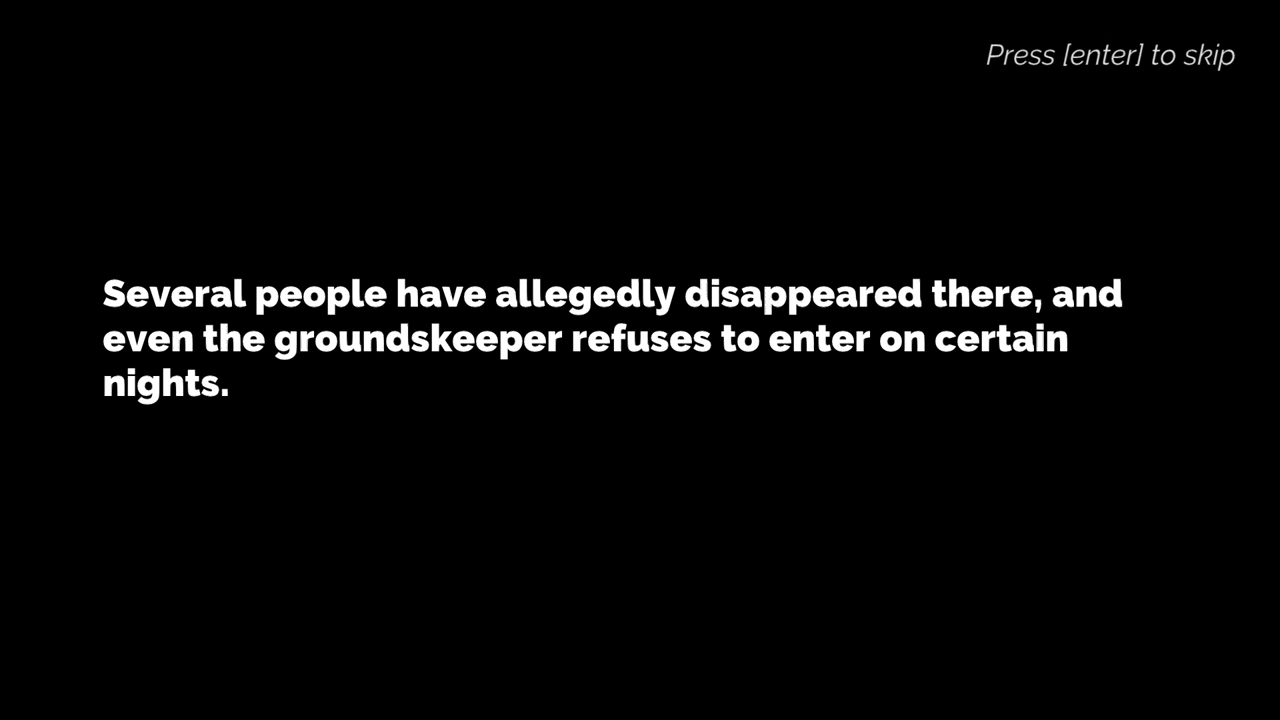 Press [enter] to skip
Several people have allegedly disappeared there, and
even the groundskeeper refuses to enter on certain
nights.